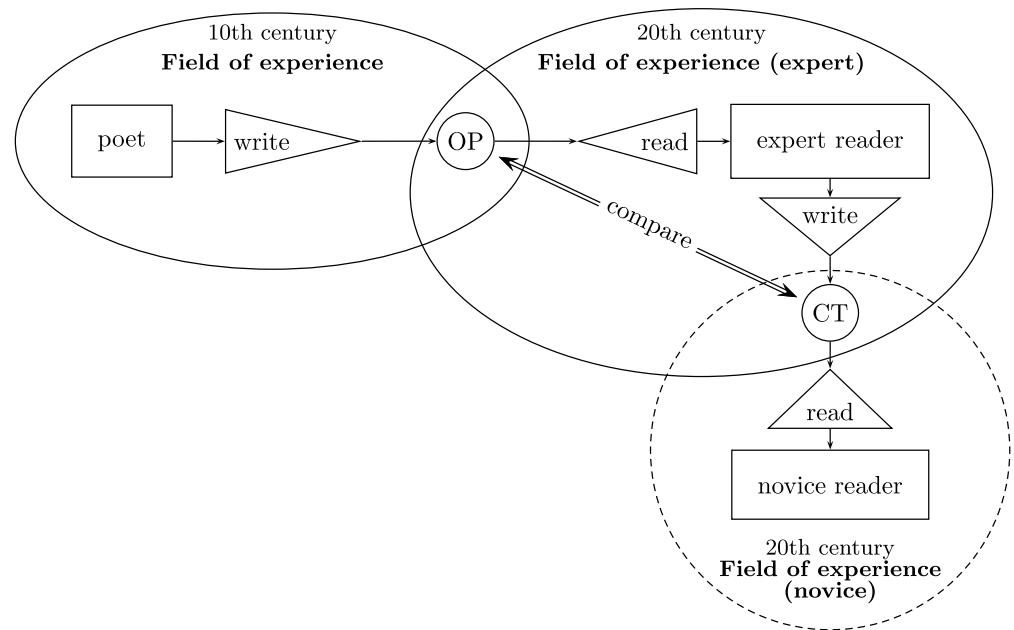 10th century
Field of experience
20th century
Field of experience (expert)
poet
write
OP
read
expert reader
write
compare
CT
read
novice reader
20th century
Field of experience
(novice)